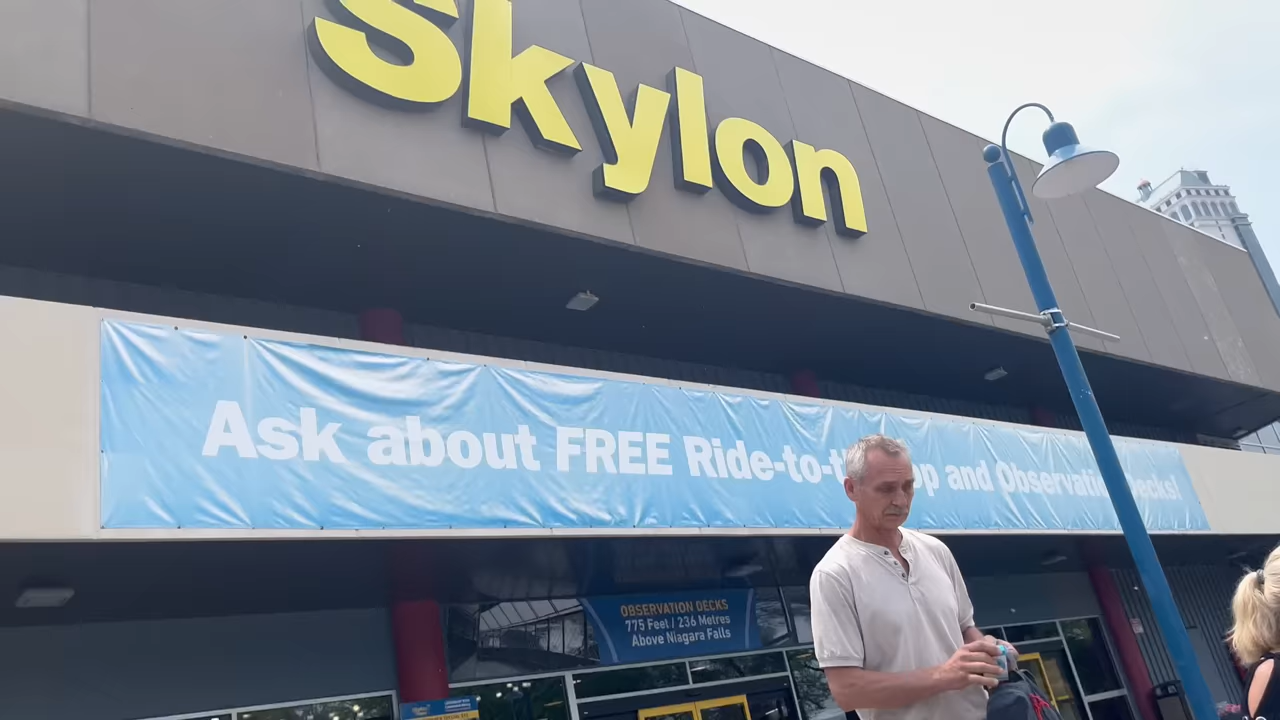 Skylon
Ask about FREE Ride-to-t op and Observati ecks!
OBSERVATION DECKS
775 Feet / 236 Metres
Above Niagara Falls